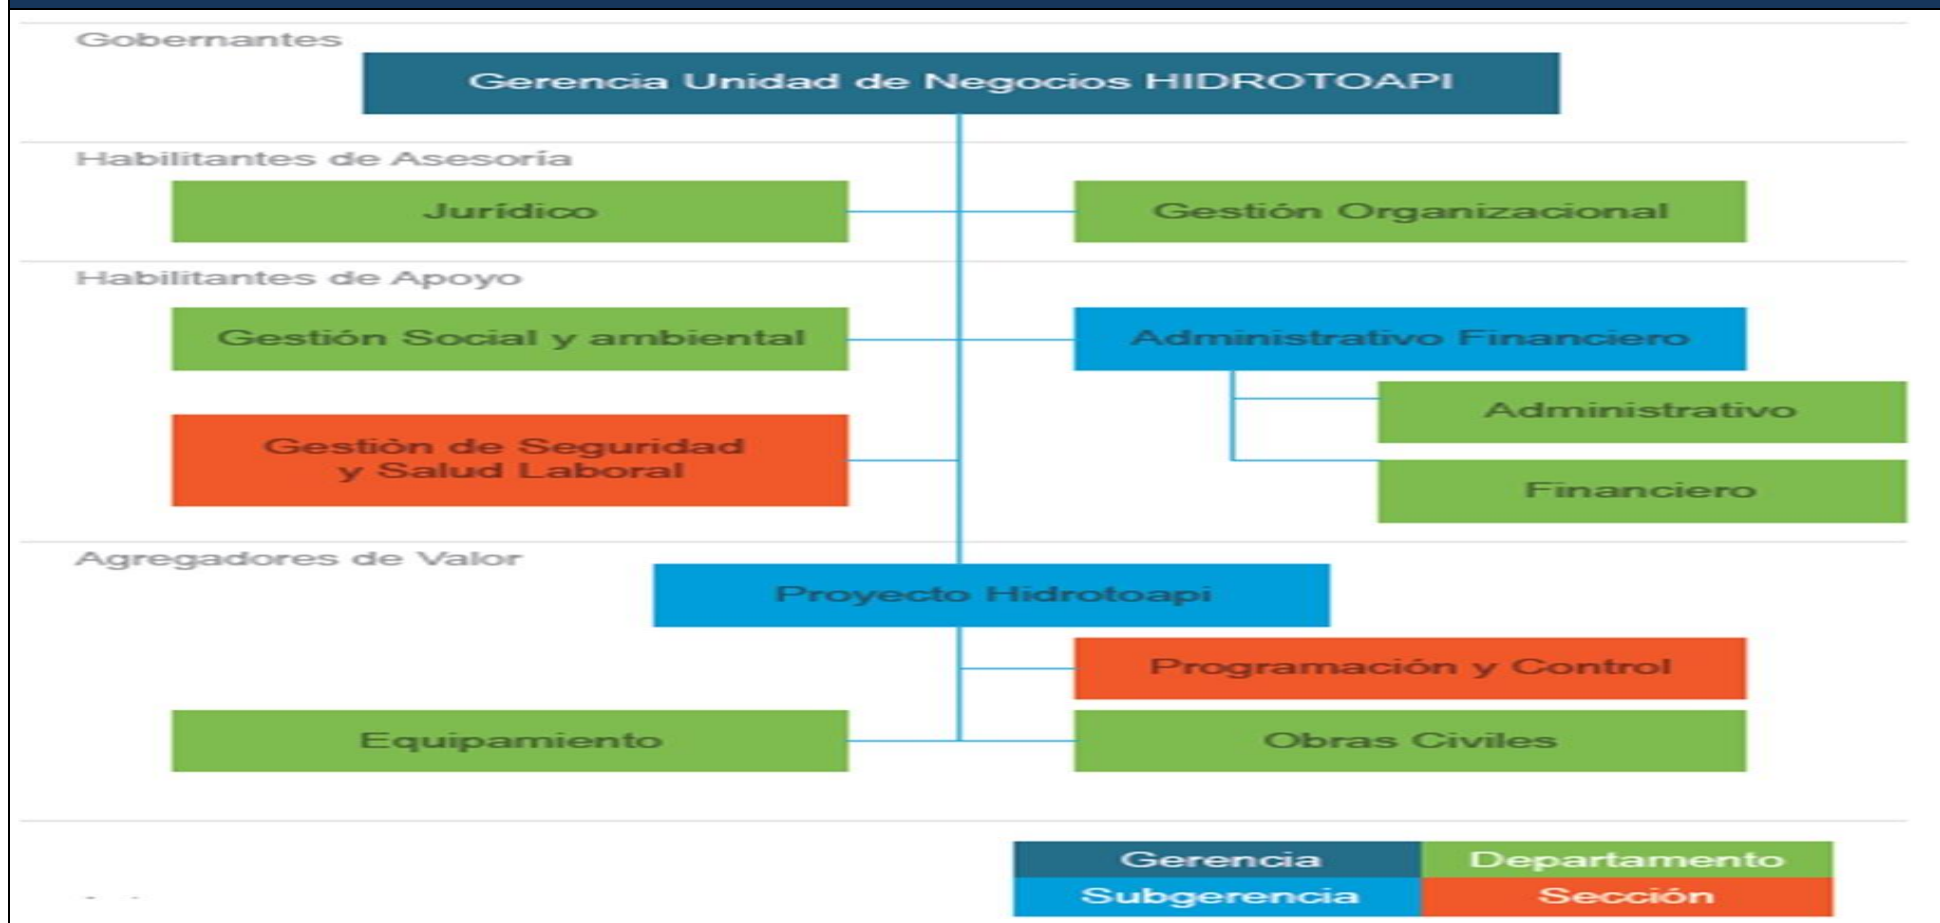 Gobernantes
Gerencia Unidad de Negocios HIDROTOAPI
Habilitantes de Asesoría
Jurídico
Gestión Organizacional
Habilitantes de Apoyo
Gestión Social y ambiental
Administrativo Financiero
Administrativo
Gestiòn de Seguridad
y Salud Laboral
Financiero
Agregadores de Valor
Proyecto Hidrotoapi
Programación y Control
Equipamiento
Obras Civiles
Gerencia
Departamento
Subgerencia
Sección